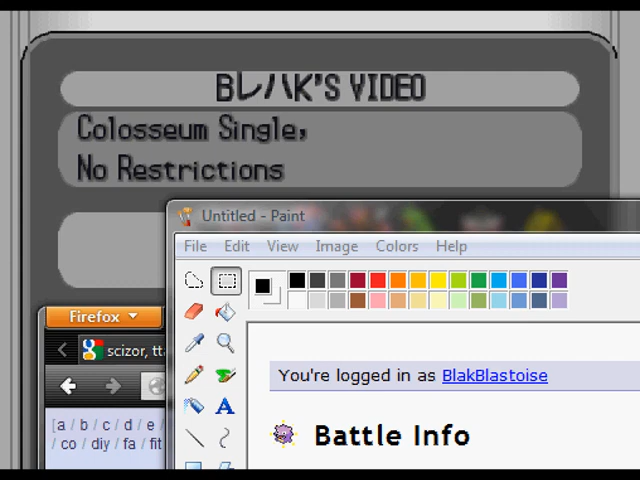 BレハK'S VIDEO
Colosseum Single,
No Restrictions
Untitled - Paint
File Edit View Image Colors Help
Firefox
scizor, tt
You're logged in as BlakBlastoise
[a / b / c / d / e /
/ co / diy / fa / fit
Battle Info